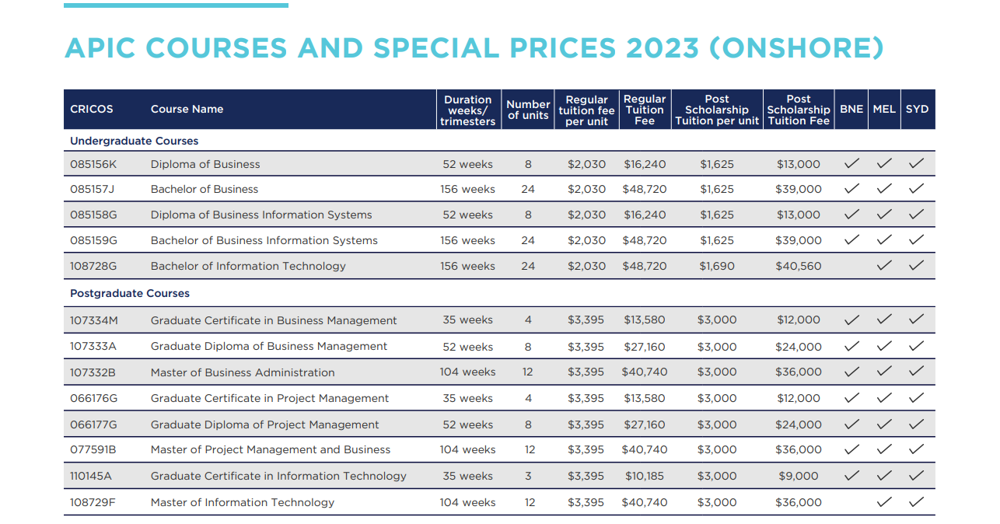 APIC COURSES AND SPECIAL PRICES 2023 (ONSHORE)
CRICOS Course Name Duration weeks/ trimesters Number of units Regular tuition fee per unit Regular Tuition Fee Post Scholarship Tuition per unit Post Scholarship Tuition Fee BNE MEL SYD
Undergraduate Courses
085156K Diploma of Business 52 weeks 8 $2,030 $16,240 $1,625 $13,000 ✓ ✓ ✓
085157J Bachelor of Business 156 weeks 24 $2,030 $48,720 $1,625 $39,000 ✓ ✓ ✓
085158G Diploma of Business Information Systems 52 weeks 8 $2,030 $16,240 $1,625 $13,000 ✓ ✓ ✓
085159G Bachelor of Business Information Systems 156 weeks 24 $2,030 $48,720 $1,625 $39,000 ✓ ✓ ✓
108728G Bachelor of Information Technology 156 weeks 24 $2,030 $48,720 $1,690 $40,560 ✓ ✓
Postgraduate Courses
107334M Graduate Certificate in Business Management 35 weeks 4 $3,395 $13,580 $3,000 $12,000 ✓ ✓ ✓
107333A Graduate Diploma of Business Management 52 weeks 8 $3,395 $27,160 $3,000 $24,000 ✓ ✓ ✓
107332B Master of Business Administration 104 weeks 12 $3,395 $40,740 $3,000 $36,000 ✓ ✓ ✓
066176G Graduate Certificate in Project Management 35 weeks 4 $3,395 $13,580 $3,000 $12,000 ✓ ✓ ✓
066177G Graduate Diploma of Project Management 52 weeks 8 $3,395 $27,160 $3,000 $24,000 ✓ ✓ ✓
077591B Master of Project Management and Business 104 weeks 12 $3,395 $40,740 $3,000 $36,000 ✓ ✓ ✓
110145A Graduate Certificate in Information Technology 35 weeks 3 $3,395 $10,185 $3,000 $9,000 ✓ ✓ ✓
108729F Master of Information Technology 104 weeks 12 $3,395 $40,740 $3,000 $36,000 ✓ ✓